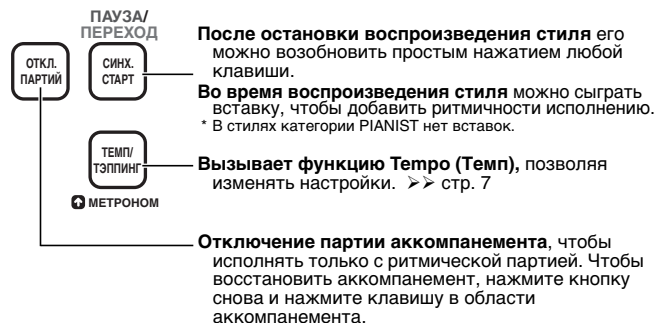 ПАУЗА/
ПЕРЕХОД
ОТКЛ.
ПАРТИЙ
СИНХ.
СТАРТ
После остановки воспроизведения стиля его
можно возобновить простым нажатием любой
клавиши.
Во время воспроизведения стиля можно сыграть
вставку, чтобы добавить ритмичности исполнению.
* В стилях категории PIANIST нет вставок.
ТЕМП/
ТЭППИНГ
МЕТРОНОМ
Вызывает функцию Tempo (Темп), позволяя
изменять настройки. ➢➢ стр. 7
Отключение партии аккомпанемента, чтобы
исполнять только с ритмической партией. Чтобы
восстановить аккомпанемент, нажмите кнопку
снова и нажмите клавишу в области
аккомпанемента.